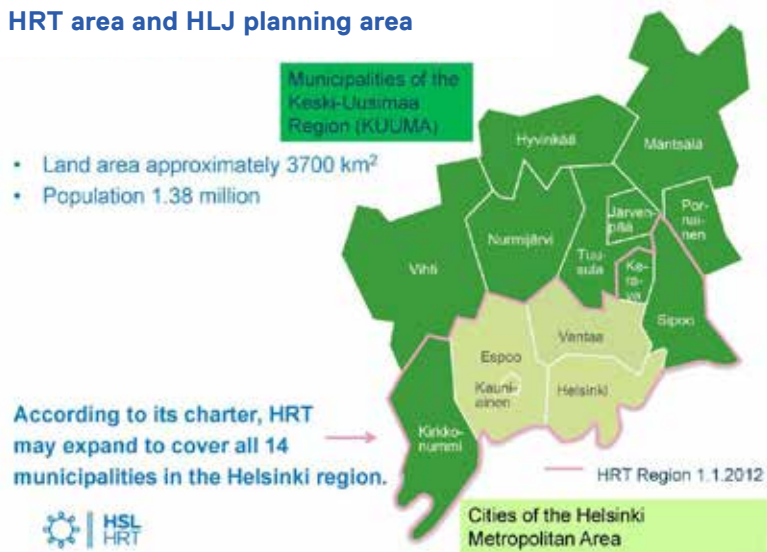 HRT area and HLJ planning area
Municipalities of the
Keski-Uusimaa
Region (KUUMA)
• Land area approximately 3700 km²
• Population 1.38 million
Hyvinkää
Mäntsälä
Järven-
pää
Por-
nai-
nen
Nurmijärvi
Tuu-
sula
Vihti
Ke-
ra-
va
Sipoo
Vantaa
Espoo
Kauni-
ainen
Helsinki
Kirkko-
nummi
According to its charter, HRT
may expand to cover all 14
municipalities in the Helsinki region.
HRT Region 1.1.2012
Cities of the Helsinki
Metropolitan Area
HSL
HRT